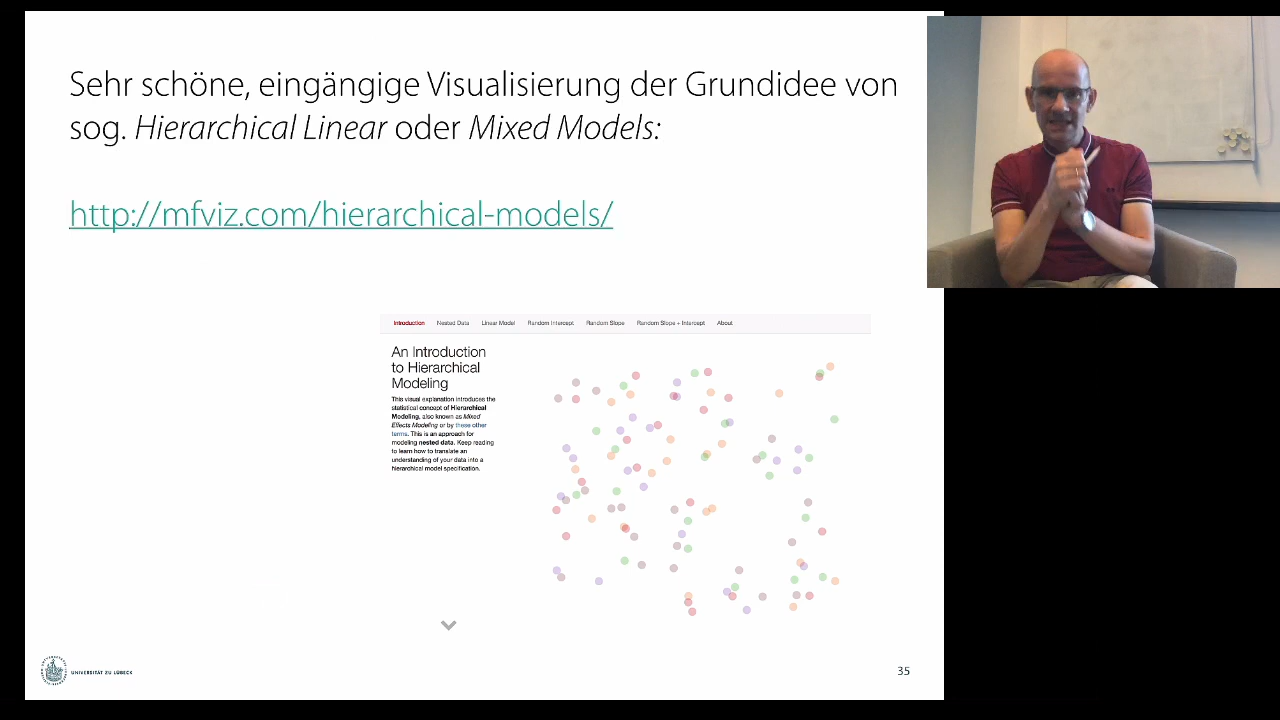 Sehr schöne, eingängige Visualisierung der Grundidee von
sog. Hierarchical Linear oder Mixed Models:
http://mfviz.com/hierarchical-models/
Introduction Nested Data Linear Model Random Intercept Random Slope Random Slope + Intercept About
An Introduction
to Hierarchical
Modeling
This visual explanation introduces the
statistical concept of Hierarchical
Modeling, also known as Mixed
Effects Modeling or by these other
terms. This is an approach for
modeling nested data. Keep reading
to learn how to translate an
understanding of your data into a
hierarchical model specification.
UNIVERSITÄT ZU LÜBECK
35